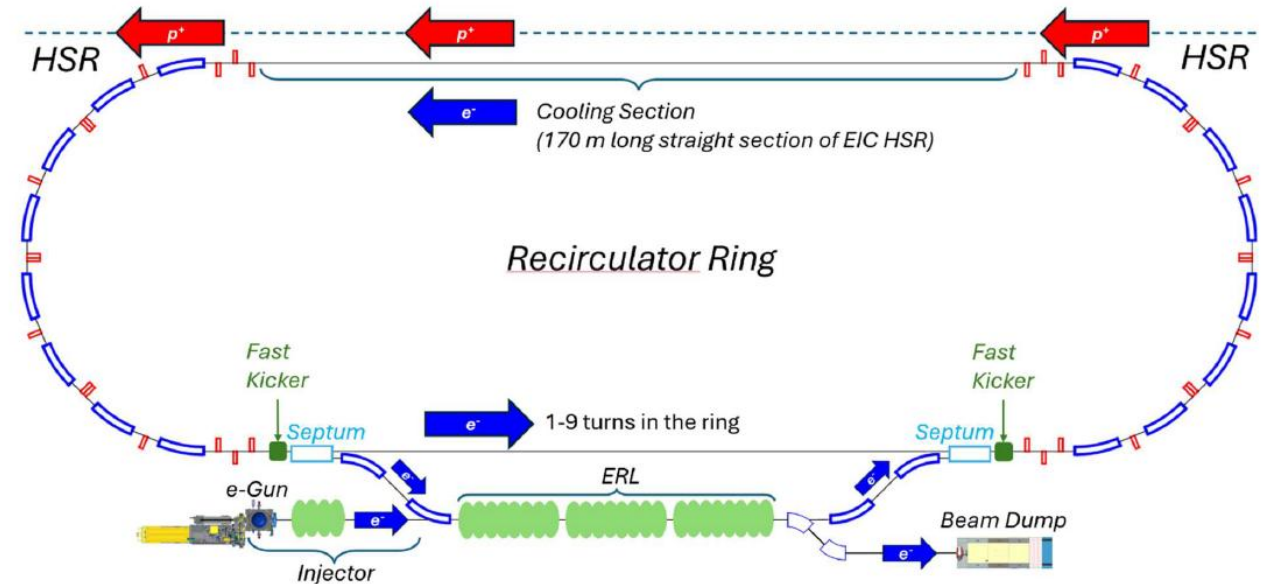 p+
p+
p+
HSR
HSR
e-
Cooling Section
(170 m long straight section of EIC HSR)
Recirculator Ring
Fast
Kicker
Fast
Kicker
e-
1-9 turns in the ring
Septum
Septum
e-
e-
ERL
e-Gun
e-
Beam Dump
e-
Injector